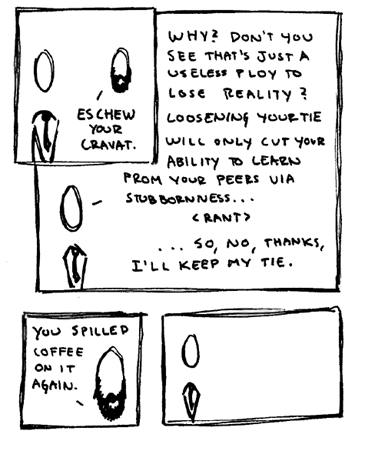 ESCHEW
YOUR
CRAVAT.
WHY? DON'T YOU
SEE THAT'S JUST A
USELESS PLOY TO
LOSE REALITY?
LOOSENING YOUR TIE
WILL ONLY CUT YOUR
ABILITY TO LEARN
FROM YOUR PEERS VIA
STUBBORNNESS...
<RANT>
... SO, NO, THANKS,
I'LL KEEP MY TIE.
YOU SPILLED
COFFEE
ON IT
AGAIN.